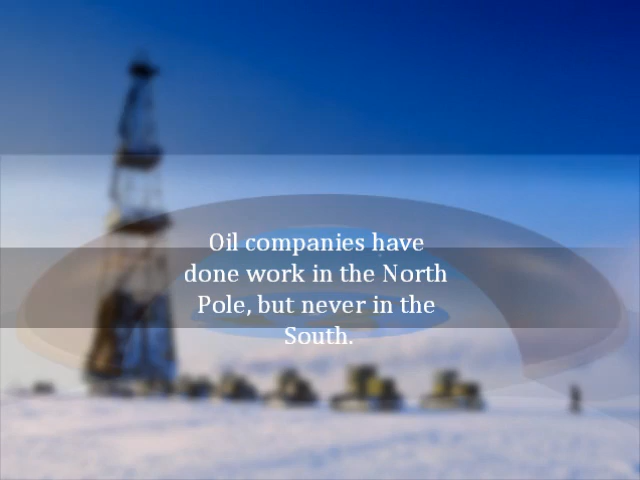 Oil companies have
done work in the North
Pole, but never in the
South.